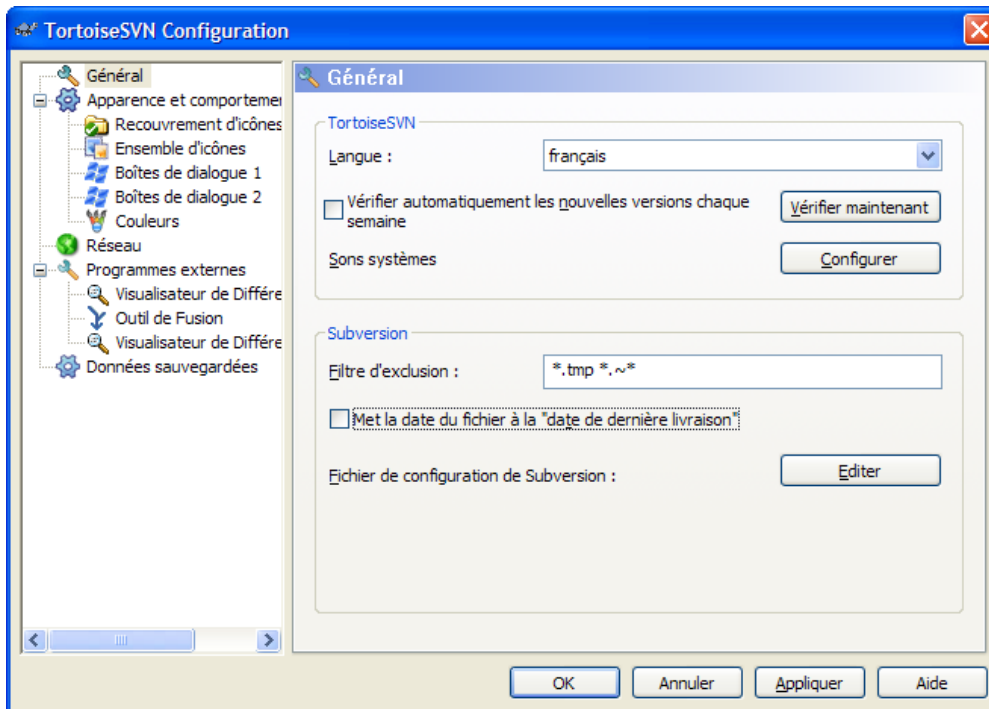 TortoiseSVN Configuration
Général
Apparence et comportemer
Recouvrement d'icônes
Ensemble d'icônes
Boîtes de dialogue 1
Boîtes de dialogue 2
Couleurs
Réseau
Programmes externes
Visualisateur de Différe
Outil de Fusion
Visualisateur de Différe
Données sauvegardées
Général
TortoiseSVN
Langue :
français
Vérifier automatiquement les nouvelles versions chaque
semaine
Vérifier maintenant
Sons systèmes
Configurer
Subversion
Filtre d'exclusion :
*.tmp *.~*
Met la date du fichier à la "date de dernière livraison"
Fichier de configuration de Subversion :
Editer
OK
Annuler
Appliquer
Aide